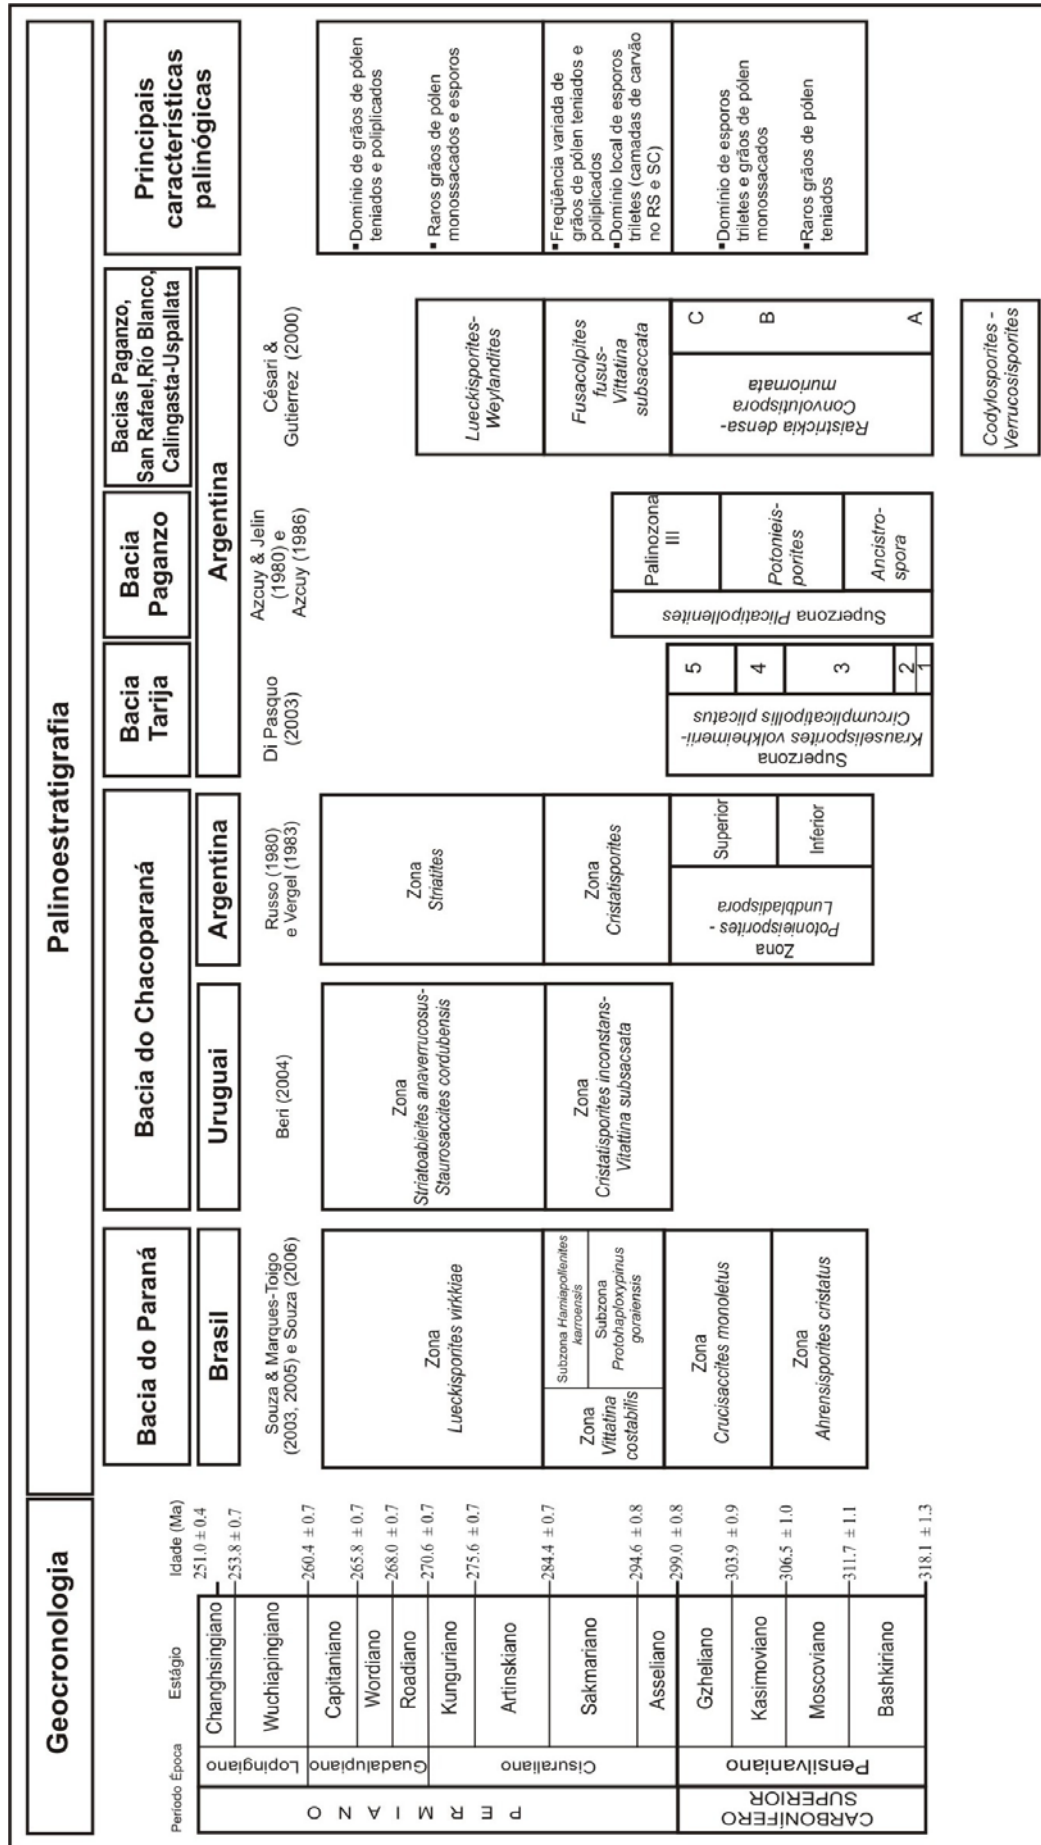 Geocronologia
Palinoestratigrafia
Principais
características
palinógicas
Período
Época
Estágio
Idade (Ma)
Bacia do Paraná
Bacia do Chacoparaná
Bacia
Tarija
Bacia
Paganzo
Bacias Paganzo,
San Rafael,Río Blanco,
Calingasta-Uspallata
Brasil
Uruguai
Argentina
Argentina
Souza & Marques-Toigo
(2003, 2005) e Souza (2006)
Beri (2004)
Russo (1980)
e Vergel (1983)
Di Pasquo
(2003)
Azcuy & Jelin
(1980) e
Azcuy (1986)
Césari &
Gutierrez (2000)
PERMIANO
CARBONÍFERO
SUPERIOR
Lopingiano
Guadalupiano
Cisuraliano
Pensilvaniano
Changhsingiano
Wuchiapingiano
Capitaniano
Wordiano
Roadiano
Kunguriano
Artinskiano
Sakmariano
Asseliano
Gzheliano
Kasimoviano
Moscoviano
Bashkiriano
251.0 ± 0.4
253.8 ± 0.7
260.4 ± 0.7
265.8 ± 0.7
268.0 ± 0.7
270.6 ± 0.7
275.6 ± 0.7
284.4 ± 0.7
294.6 ± 0.8
299.0 ± 0.8
303.9 ± 0.9
306.5 ± 1.0
311.7 ± 1.1
318.1 ± 1.3
Zona
Lueckisporites virkkiae
Zona
Vittatina
costabilis
Subzona Hamiapollenites
karroensis
Subzona
Protohaploxypinus
goraiensis
Zona
Crucisaccites monoletus
Zona
Ahrensisporites cristatus
Zona
Striatoabieites anaverrucosus-
Staurosaccites cordubensis
Zona
Cristatisporites inconstans-
Vitattina subsacsata
Zona
Striatites
Zona
Cristatisporites
Zona
Potonieisporites -
Lundbladispora
Superior
Inferior
Superzona
Krauselisporites volkheimerii-
Circumplicatipollis plicatus
5
4
3
2
1
Superzona Plicatipollenites
Palinozona
III
Potonieis-
porites
Ancistro-
spora
Lueckisporites-
Weylandites
Fusacolpites
fusus-
Vittatina
subsaccata
Raistrickia densa-
Convolutispora
muriornata
C
B
A
Codylosporites -
Verrucosisporites
▪ Domínio de grãos de pólen
teniados e poliplicados
▪ Raros grãos de pólen
monossacados e esporos
▪ Freqüência variada de
grãos de pólen teniados e
poliplicados
▪ Domínio local de esporos
triletes (camadas de carvão
no RS e SC)
▪ Domínio de esporos
triletes e grãos de pólen
monossacados
▪ Raros grãos de pólen
teniados